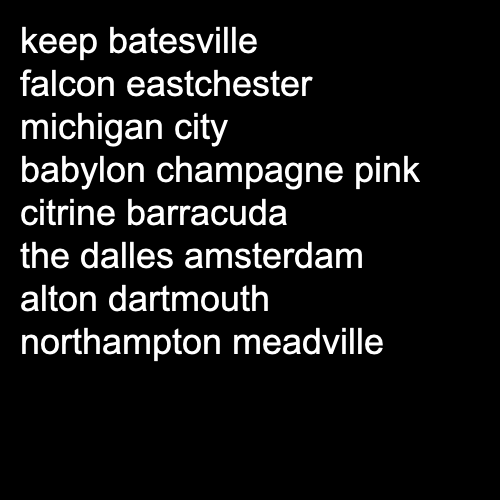 keep batesville
falcon eastchester
michigan city
babylon champagne pink
citrine barracuda
the dalles amsterdam
alton dartmouth
northampton meadville